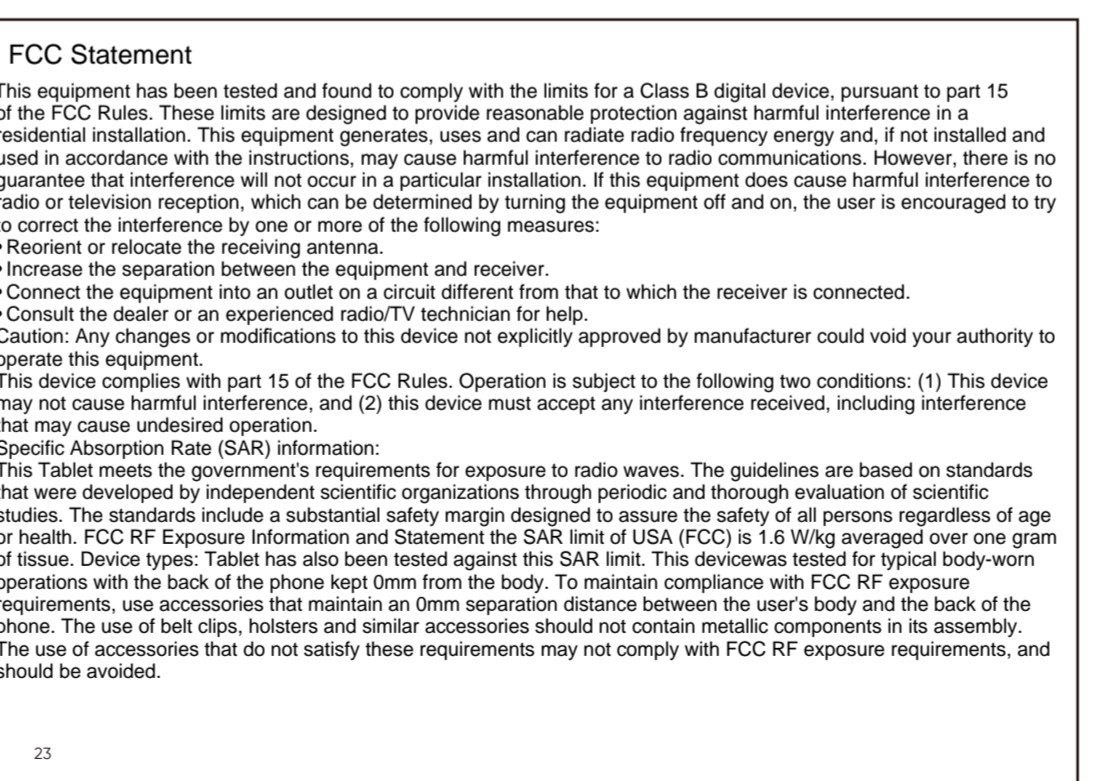 FCC Statement
This equipment has been tested and found to comply with the limits for a Class B digital device, pursuant to part 15
of the FCC Rules. These limits are designed to provide reasonable protection against harmful interference in a
residential installation. This equipment generates, uses and can radiate radio frequency energy and, if not installed and
used in accordance with the instructions, may cause harmful interference to radio communications. However, there is no
guarantee that interference will not occur in a particular installation. If this equipment does cause harmful interference to
radio or television reception, which can be determined by turning the equipment off and on, the user is encouraged to try
to correct the interference by one or more of the following measures:
• Reorient or relocate the receiving antenna.
• Increase the separation between the equipment and receiver.
• Connect the equipment into an outlet on a circuit different from that to which the receiver is connected.
• Consult the dealer or an experienced radio/TV technician for help.
Caution: Any changes or modifications to this device not explicitly approved by manufacturer could void your authority to
operate this equipment.
This device complies with part 15 of the FCC Rules. Operation is subject to the following two conditions: (1) This device
may not cause harmful interference, and (2) this device must accept any interference received, including interference
that may cause undesired operation.
Specific Absorption Rate (SAR) information:
This Tablet meets the government's requirements for exposure to radio waves. The guidelines are based on standards
that were developed by independent scientific organizations through periodic and thorough evaluation of scientific
studies. The standards include a substantial safety margin designed to assure the safety of all persons regardless of age
or health. FCC RF Exposure Information and Statement the SAR limit of USA (FCC) is 1.6 W/kg averaged over one gram
of tissue. Device types: Tablet has also been tested against this SAR limit. This devicewas tested for typical body-worn
operations with the back of the phone kept 0mm from the body. To maintain compliance with FCC RF exposure
requirements, use accessories that maintain an 0mm separation distance between the user's body and the back of the
phone. The use of belt clips, holsters and similar accessories should not contain metallic components in its assembly.
The use of accessories that do not satisfy these requirements may not comply with FCC RF exposure requirements, and
should be avoided.
23